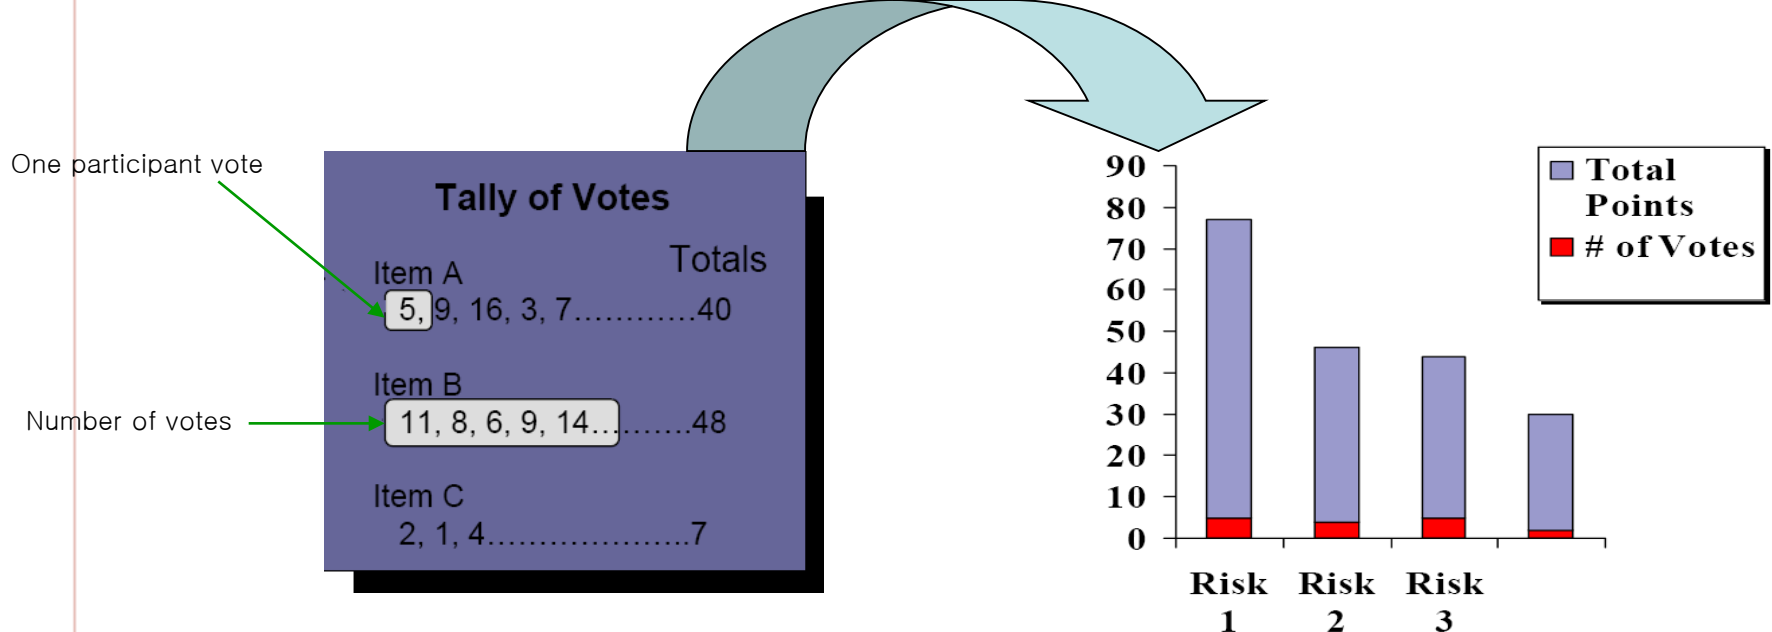 One participant vote
Number of votes
Tally of Votes
Totals
Item A
5, 9, 16, 3, 7............40
Item B
11, 8, 6, 9, 14..........48
Item C
2, 1, 4....................7
90
80
70
60
50
40
30
20
10
0
Risk 1
Risk 2
Risk 3
Total
Points
# of Votes